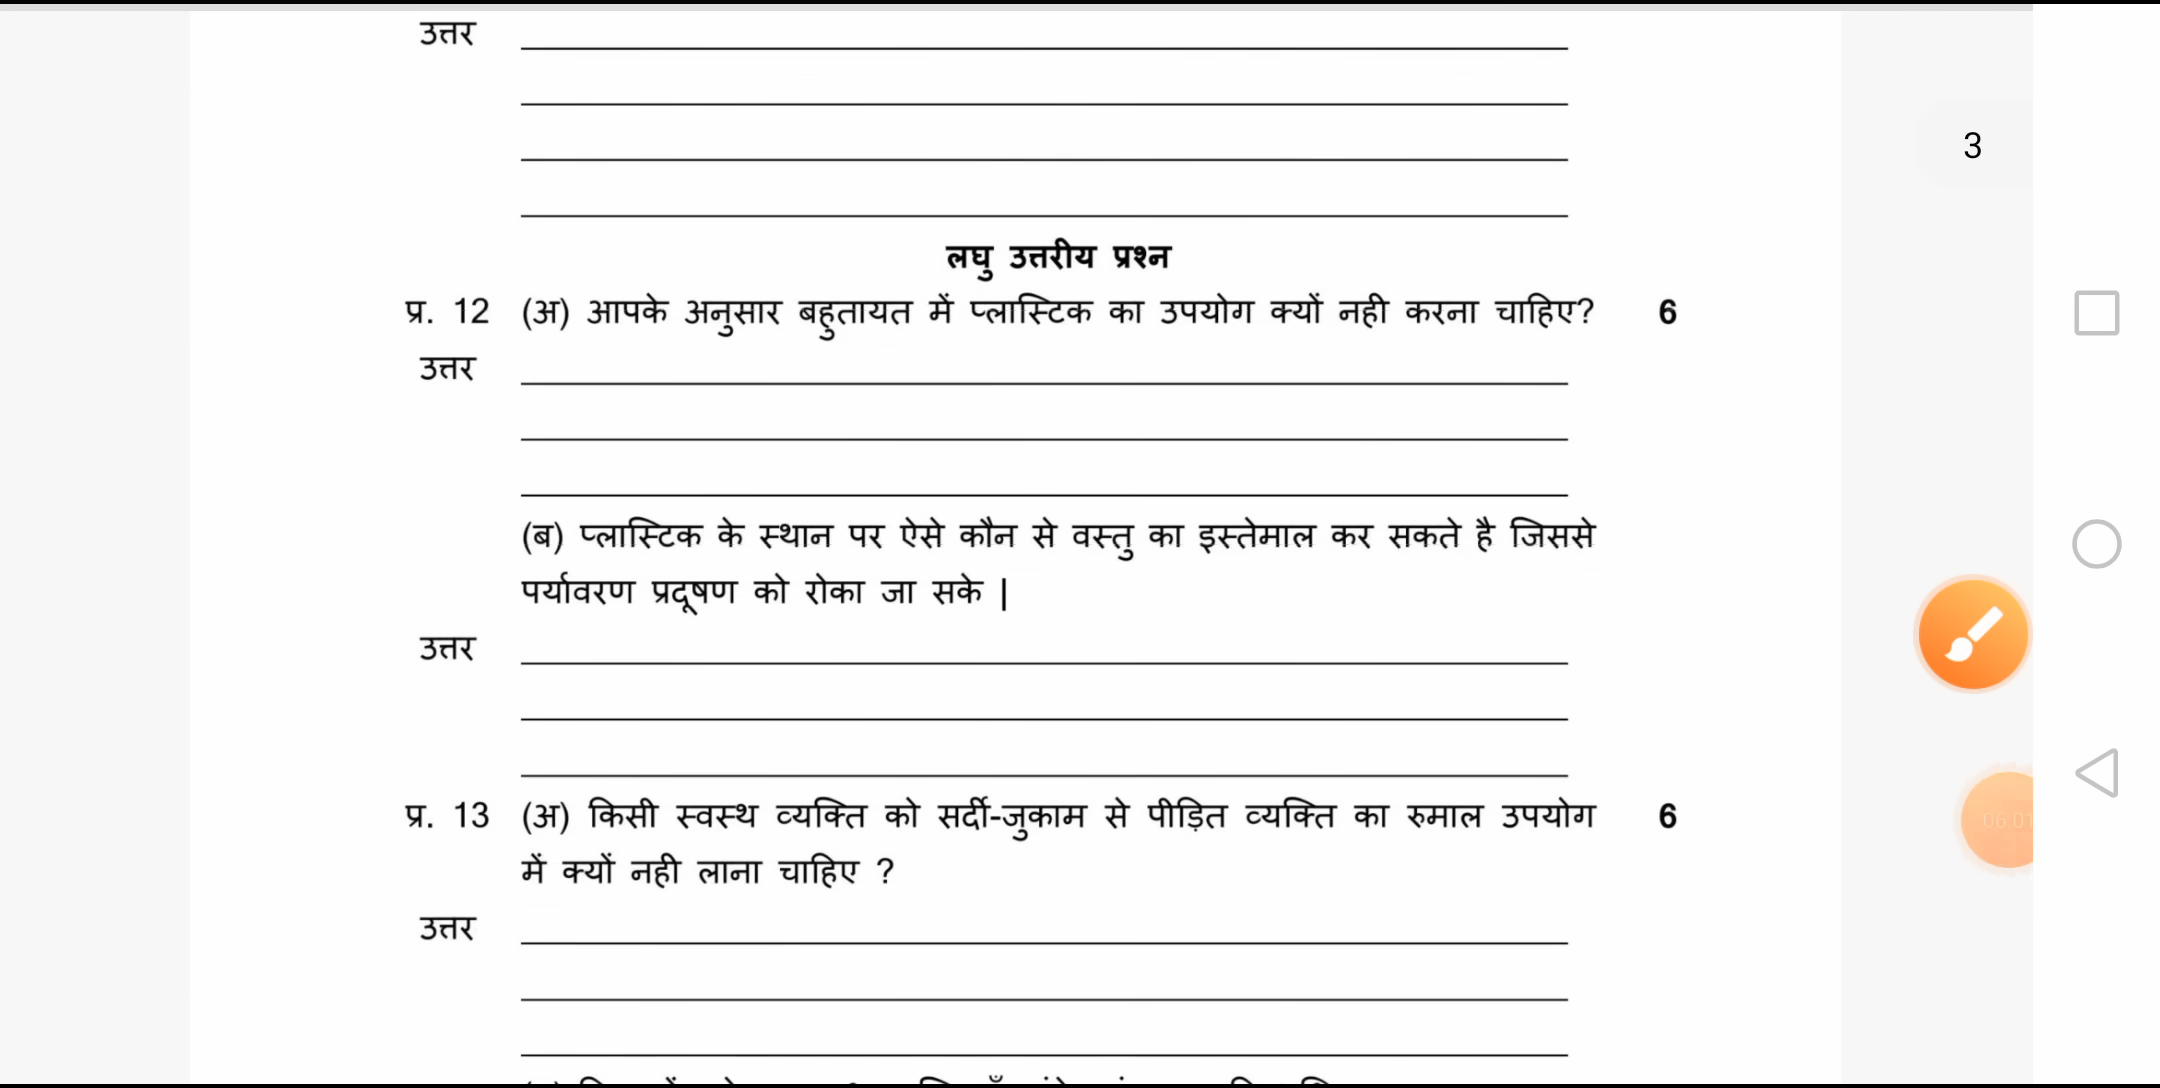 उत्तर
3
लघु उत्तरीय प्रश्न
प्र. 12 (अ) आपके अनुसार बहुतायत में प्लास्टिक का उपयोग क्यों नही करना चाहिए? 6
उत्तर
(ब) प्लास्टिक के स्थान पर ऐसे कौन से वस्तु का इस्तेमाल कर सकते है जिससे
पर्यावरण प्रदूषण को रोका जा सके |
उत्तर
प्र. 13 (अ) किसी स्वस्थ व्यक्ति को सर्दी-जुकाम से पीड़ित व्यक्ति का रुमाल उपयोग 6
में क्यों नही लाना चाहिए ?
06:01
उत्तर